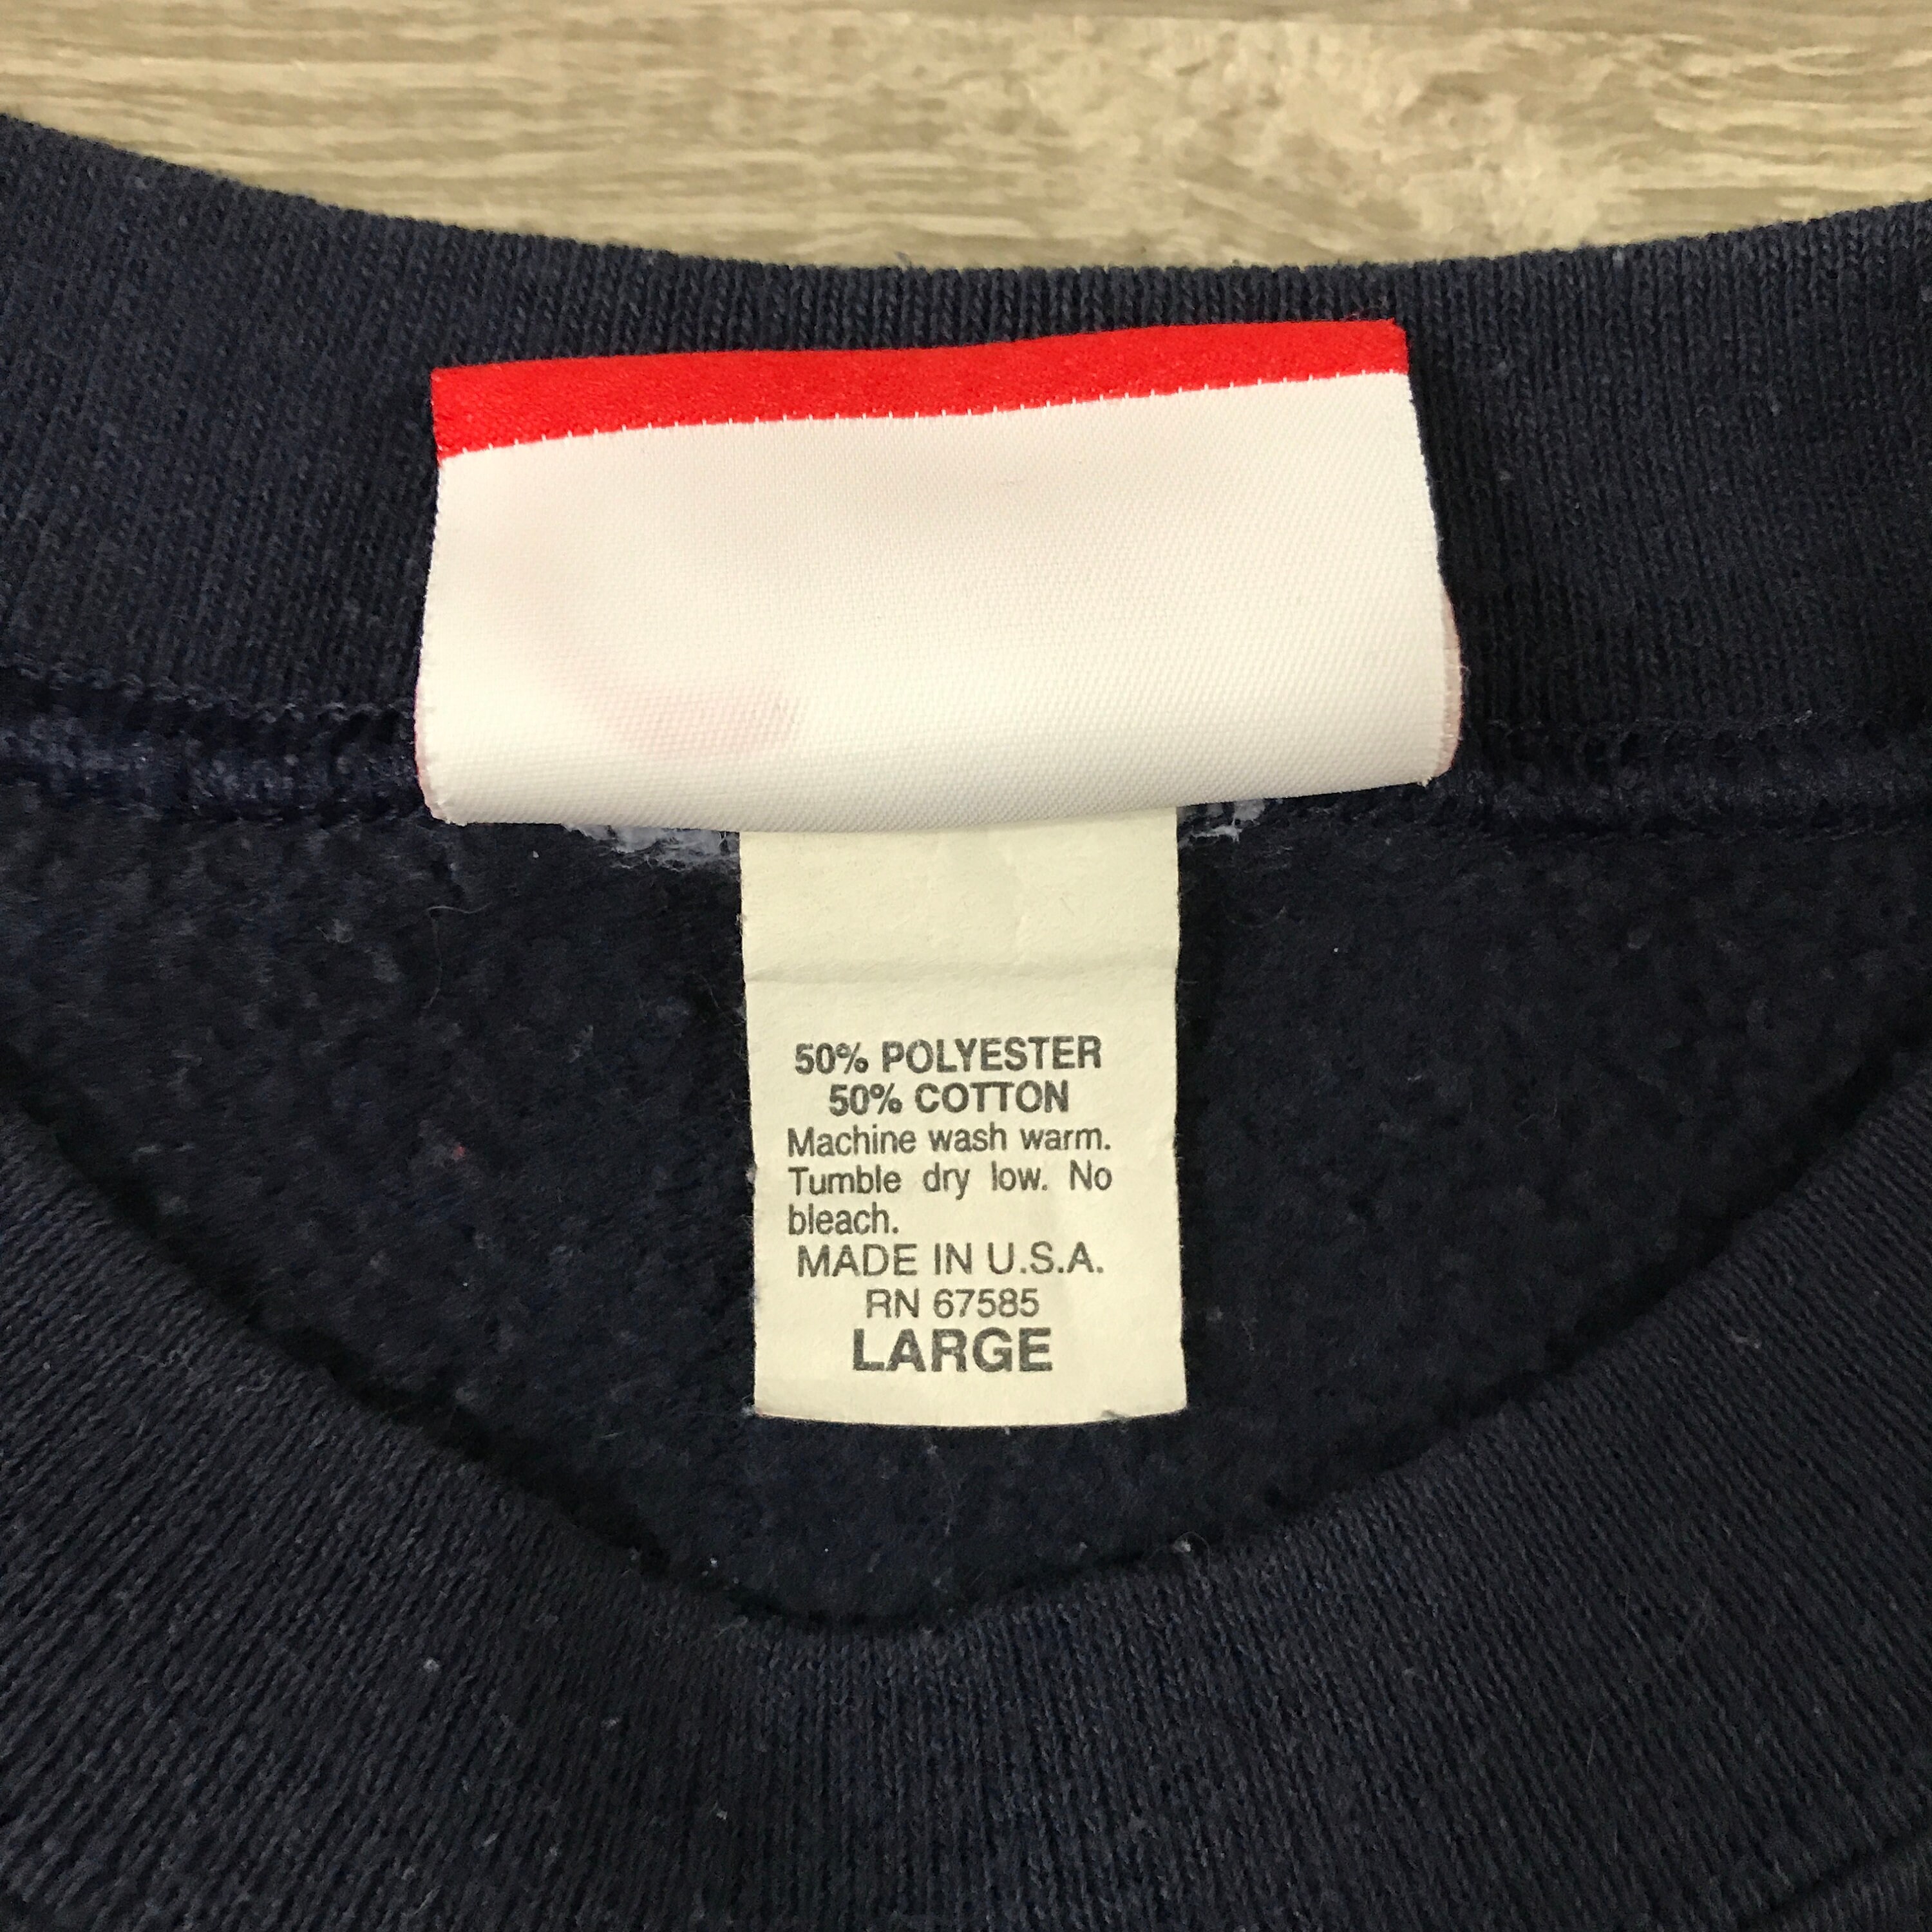 50% POLYESTER
50% COTTON
Machine wash warm.
Tumble dry low. No
bleach.
MADE IN U.S.A.
RN 67585
LARGE